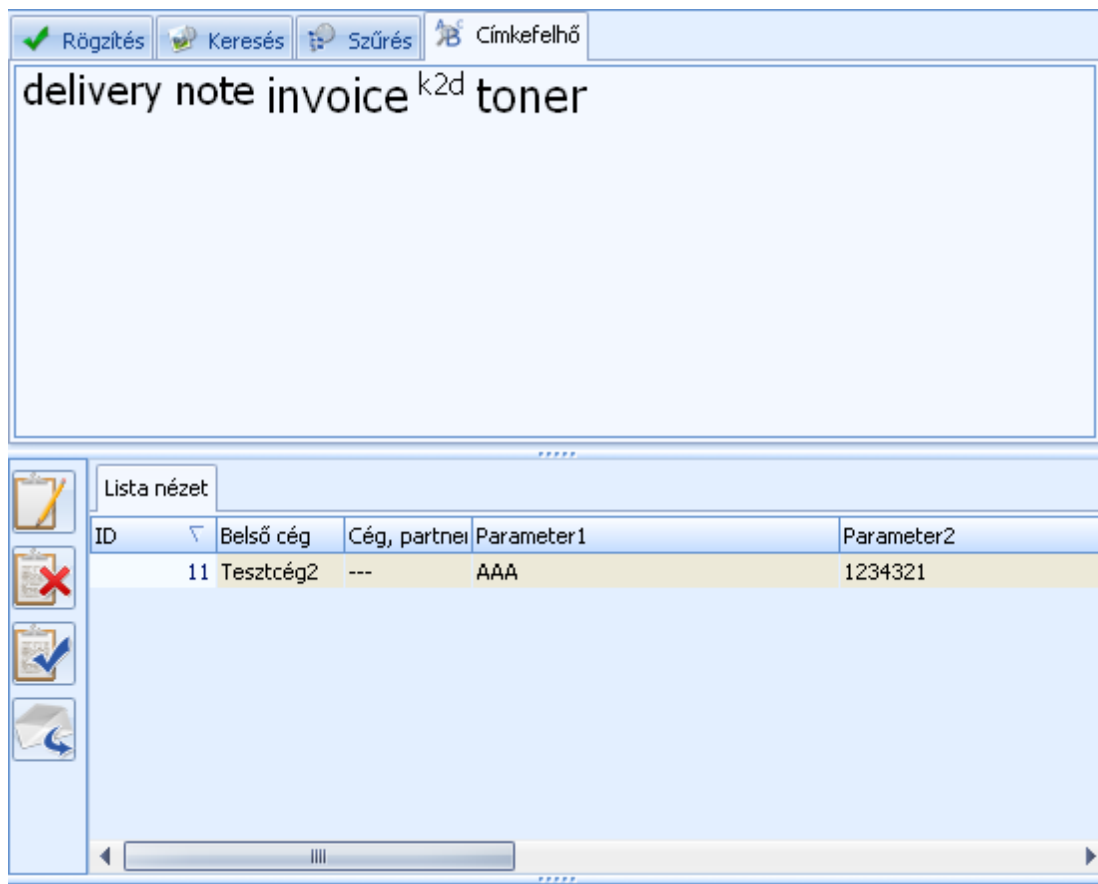 Rögzítés Keresés Szűrés Címkefelhő
delivery note invoice k2d toner
Lista nézet
ID Belső cég Cég, partner Parameter1 Parameter2
11 Tesztcég2 --- AAA 1234321